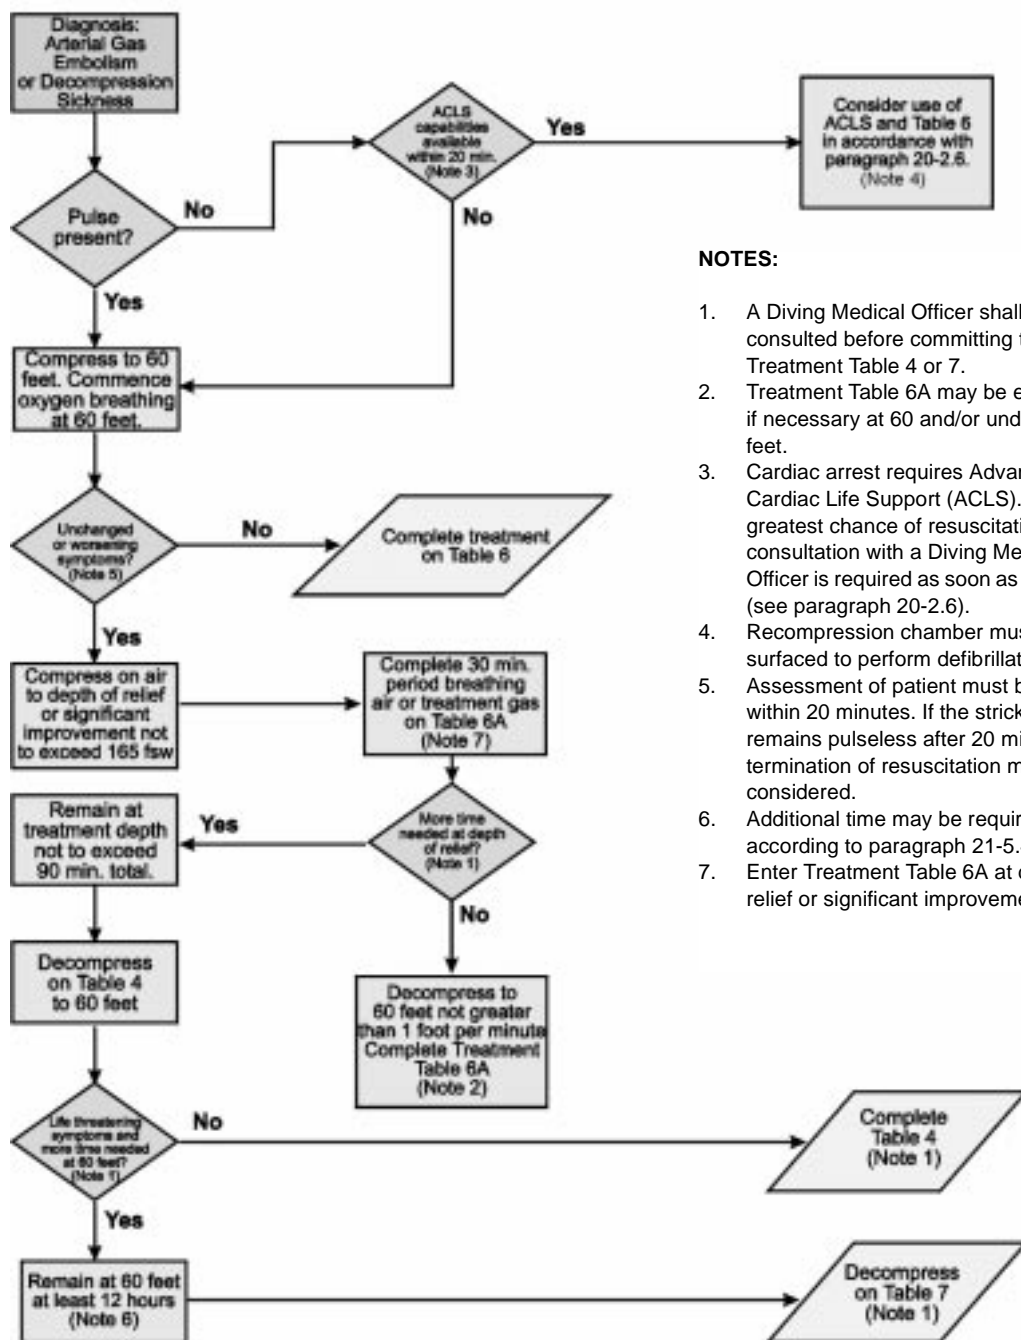 Diagnosis:
Arterial Gas
Embolism
or Decompression
Sickness
Pulse
present?
No
Yes
ACLS
capabilities
available
within 20 min.
(Note 3)
Yes
No
Consider use of
ACLS and Table 6
in accordance with
paragraph 20-2.6.
(Note 4)
Compress to 60
feet. Commence
oxygen breathing
at 60 feet.
Unchanged
or worsening
symptoms?
(Note 5)
No
Complete treatment
on Table 6
Yes
Compress on air
to depth of relief
or significant
improvement not
to exceed 165 fsw
Complete 30 min.
period breathing
air or treatment gas
on Table 6A
(Note 7)
More time
needed at depth
of relief?
(Note 1)
Yes
No
Remain at
treatment depth
not to exceed
90 min. total.
Decompress
on Table 4
to 60 feet
Decompress to
60 feet not greater
than 1 foot per minute
Complete Treatment
Table 6A
(Note 2)
Life threatening
symptoms and
more time needed
at 60 feet?
(Note 1)
No
Complete
Table 4
(Note 1)
Yes
Remain at 60 feet
at least 12 hours
(Note 6)
Decompress
on Table 7
(Note 1)
NOTES:
1. A Diving Medical Officer shall
consulted before committing
Treatment Table 4 or 7.
2. Treatment Table 6A may be
if necessary at 60 and/or
feet.
3. Cardiac arrest requires
Cardiac Life Support (ACLS).
greatest chance of
consultation with a Diving
Officer is required as soon as
(see paragraph 20-2.6).
4. Recompression chamber
surfaced to perform
5. Assessment of patient must
within 20 minutes. If the
remains pulseless after 20
termination of resuscitation
considered.
6. Additional time may be
according to paragraph 21-5.
7. Enter Treatment Table 6A at
relief or significant